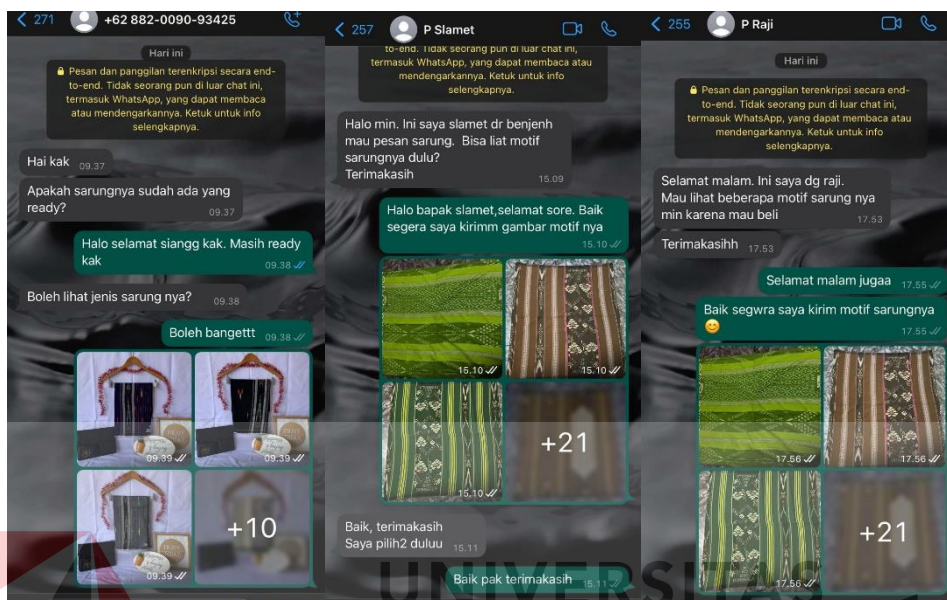 271
+62 882-0090-93425
Hari ini
Pesan dan panggilan terenkripsi secara end-
to-end. Tidak seorang pun di luar chat ini,
termasuk WhatsApp, yang dapat membaca
atau mendengarkannya. Ketuk untuk info
selengkapnya.
Hai kak 09.37
Apakah sarungnya sudah ada yang
ready? 09.37
Halo selamat siangg kak. Masih ready
kak 09.38
Boleh lihat jenis sarung nya? 09.38
Boleh bangettt 09.38
09.39
09.39
09.39
+10
257
P Slamet
to-end. Tidak seorang pun di luar chat ini,
termasuk WhatsApp, yang dapat membaca atau
mendengarkannya. Ketuk untuk info
selengkapnya.
Halo min. Ini saya slamet dr benjenh
mau pesan sarung. Bisa liat motif
sarungnya dulu?
Terimakasih 15.09
Halo bapak slamet,selamat sore. Baik
segera saya kirimm gambar motif nya
15.10
15.10
15.10
15.10
+21
Baik, terimakasih
Saya pilih2 duluu 15.11
Baik pak terimakasih 15.11
255
P Raji
Hari ini
Pesan dan panggilan terenkripsi secara end-
to-end. Tidak seorang pun di luar chat ini,
termasuk WhatsApp, yang dapat membaca atau
mendengarkannya. Ketuk untuk info
selengkapnya.
Selamat malam. Ini saya dg raji.
Mau lihat beberapa motif sarung nya
min karena mau beli 17.53
Terimakasihh 17.53
Selamat malam jugaa 17.55
Baik segwra saya kirim motif sarungnya
😊 17.55
17.56
17.56
17.56
+21
UNIVERSITAS